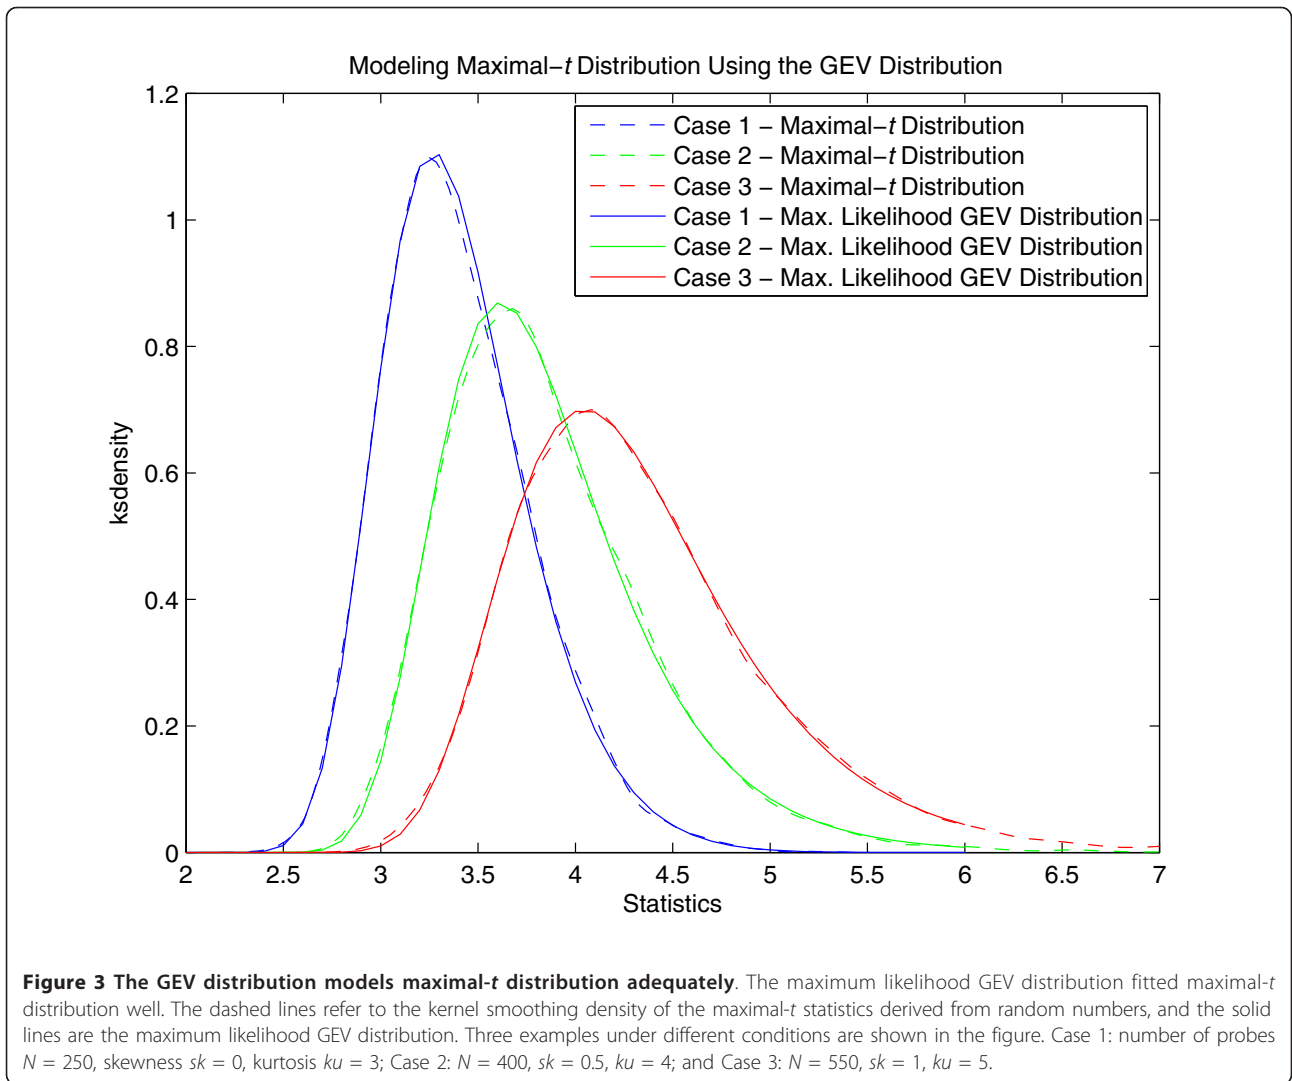 Modeling Maximal−t Distribution Using the GEV Distribution
1.2
1
0.8
0.6
0.4
0.2
0
ksdensity
Case 1 − Maximal−t Distribution
Case 2 − Maximal−t Distribution
Case 3 − Maximal−t Distribution
Case 1 − Max. Likelihood GEV Distribution
Case 2 − Max. Likelihood GEV Distribution
Case 3 − Max. Likelihood GEV Distribution
2 2.5 3 3.5 4 4.5 5 5.5 6 6.5 7
Statistics
Figure 3 The GEV distribution models maximal-t distribution adequately. The maximum likelihood GEV distribution fitted maximal-t
distribution well. The dashed lines refer to the kernel smoothing density of the maximal-t statistics derived from random numbers, and the solid
lines are the maximum likelihood GEV distribution. Three examples under different conditions are shown in the figure. Case 1: number of probes
N = 250, skewness sk = 0, kurtosis ku = 3; Case 2: N = 400, sk = 0.5, ku = 4; and Case 3: N = 550, sk = 1, ku = 5.